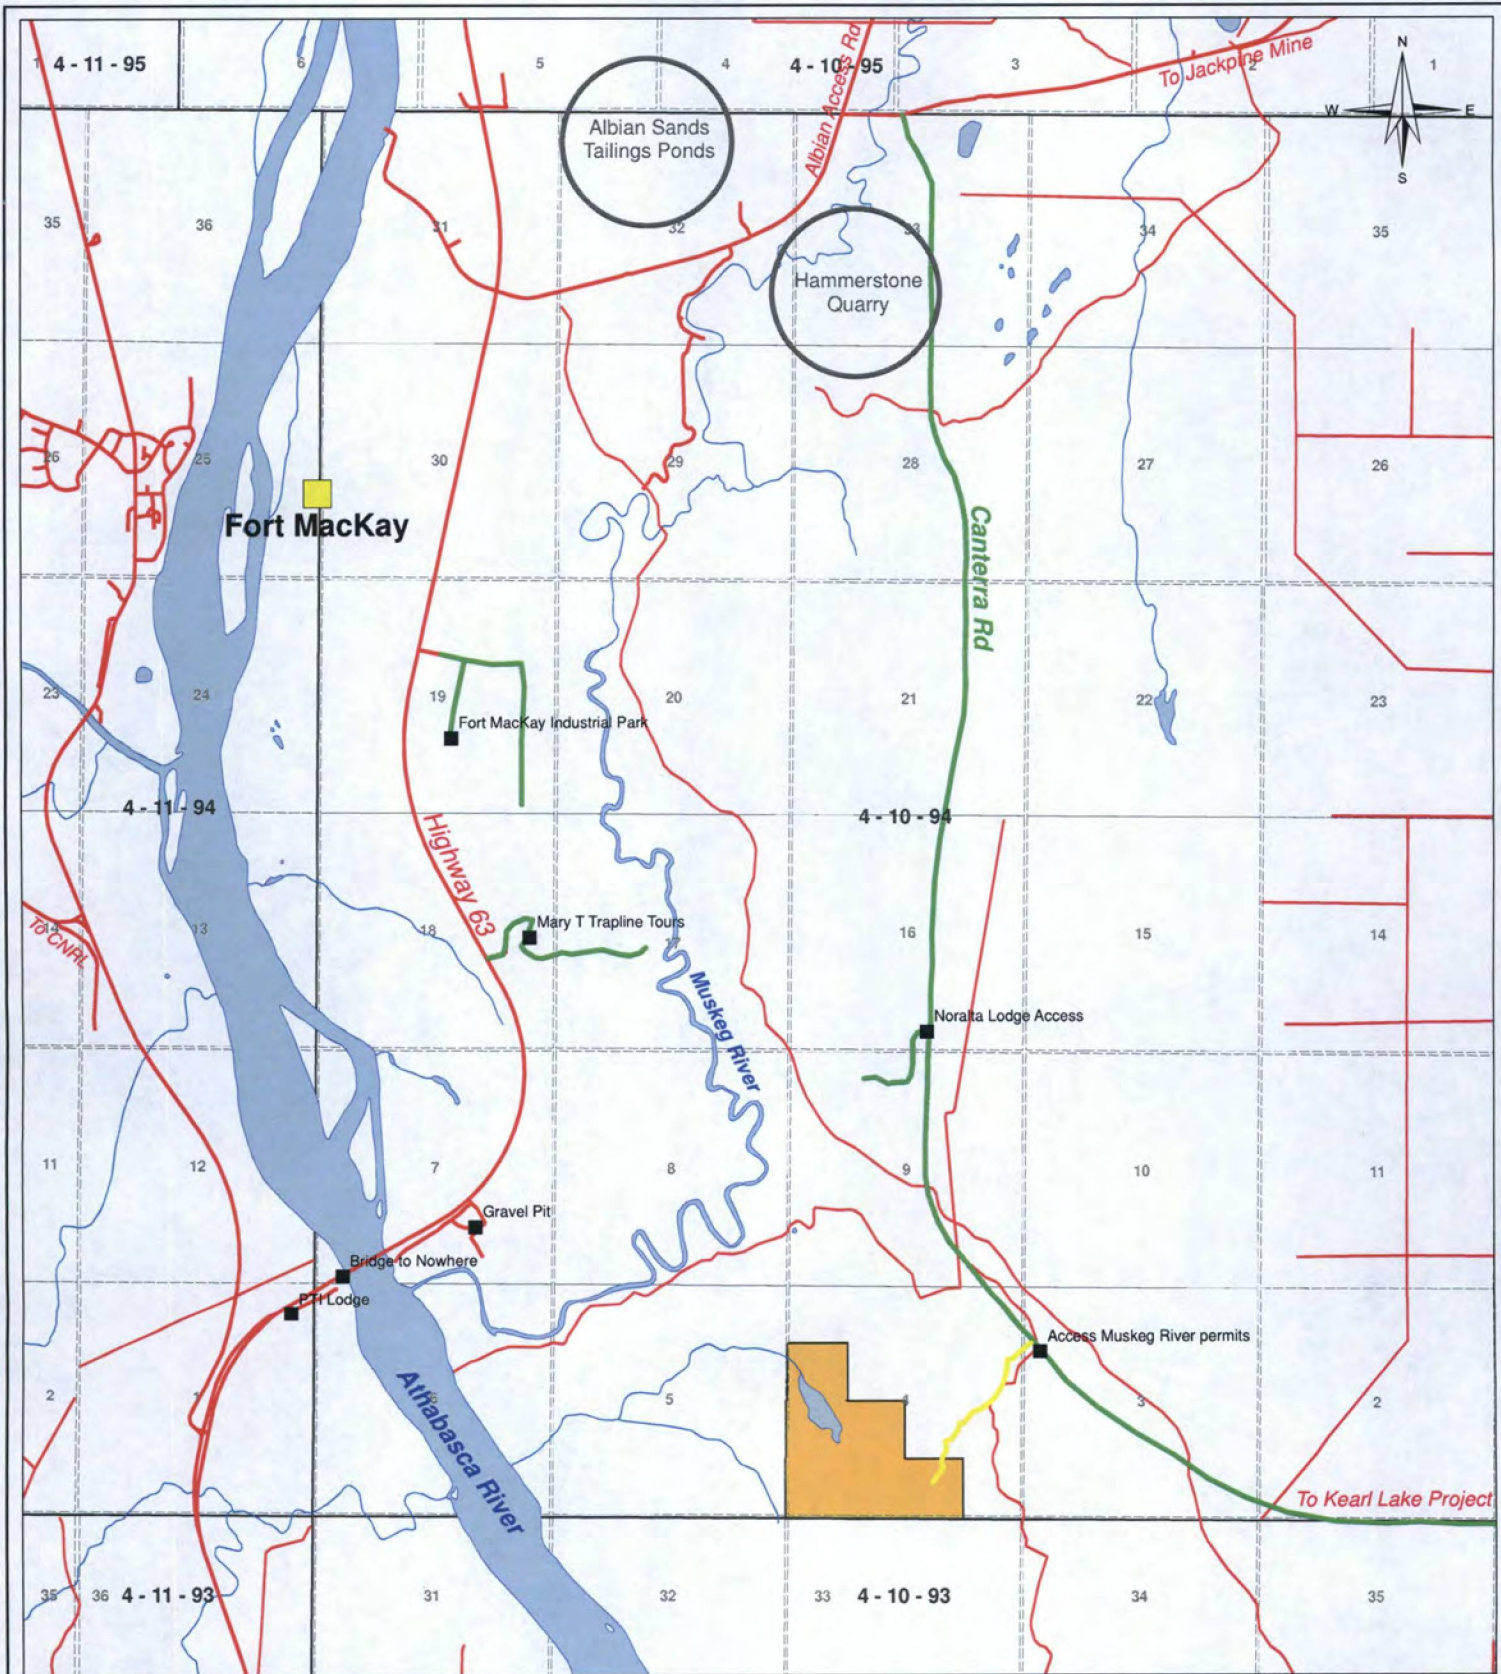 1
4 - 11 - 95
6
5
4
4 - 10 - 95
3
2
1
To Jackpine Mine
N
W
E
S
Albian Access Rd
Albian Sands
Tailings Ponds
35
36
31
32
33
34
35
Hammerstone
Quarry
26
25
30
29
28
27
26
Fort MacKay
Canterra Rd
23
24
19
20
21
22
23
Fort MacKay Industrial Park
4 - 11 - 94
4 - 10 - 94
Highway 63
14
To CNRL
13
18
Mary T Trapline Tours
17
16
15
14
Muskeg River
Noralta Lodge Access
11
12
7
8
9
10
11
Gravel Pit
Bridge to Nowhere
PTI Lodge
Access Muskeg River permits
2
1
6
5
4
3
2
Athabasca River
To Kearl Lake Project
35
36
4 - 11 - 93
31
32
33
4 - 10 - 93
34
35